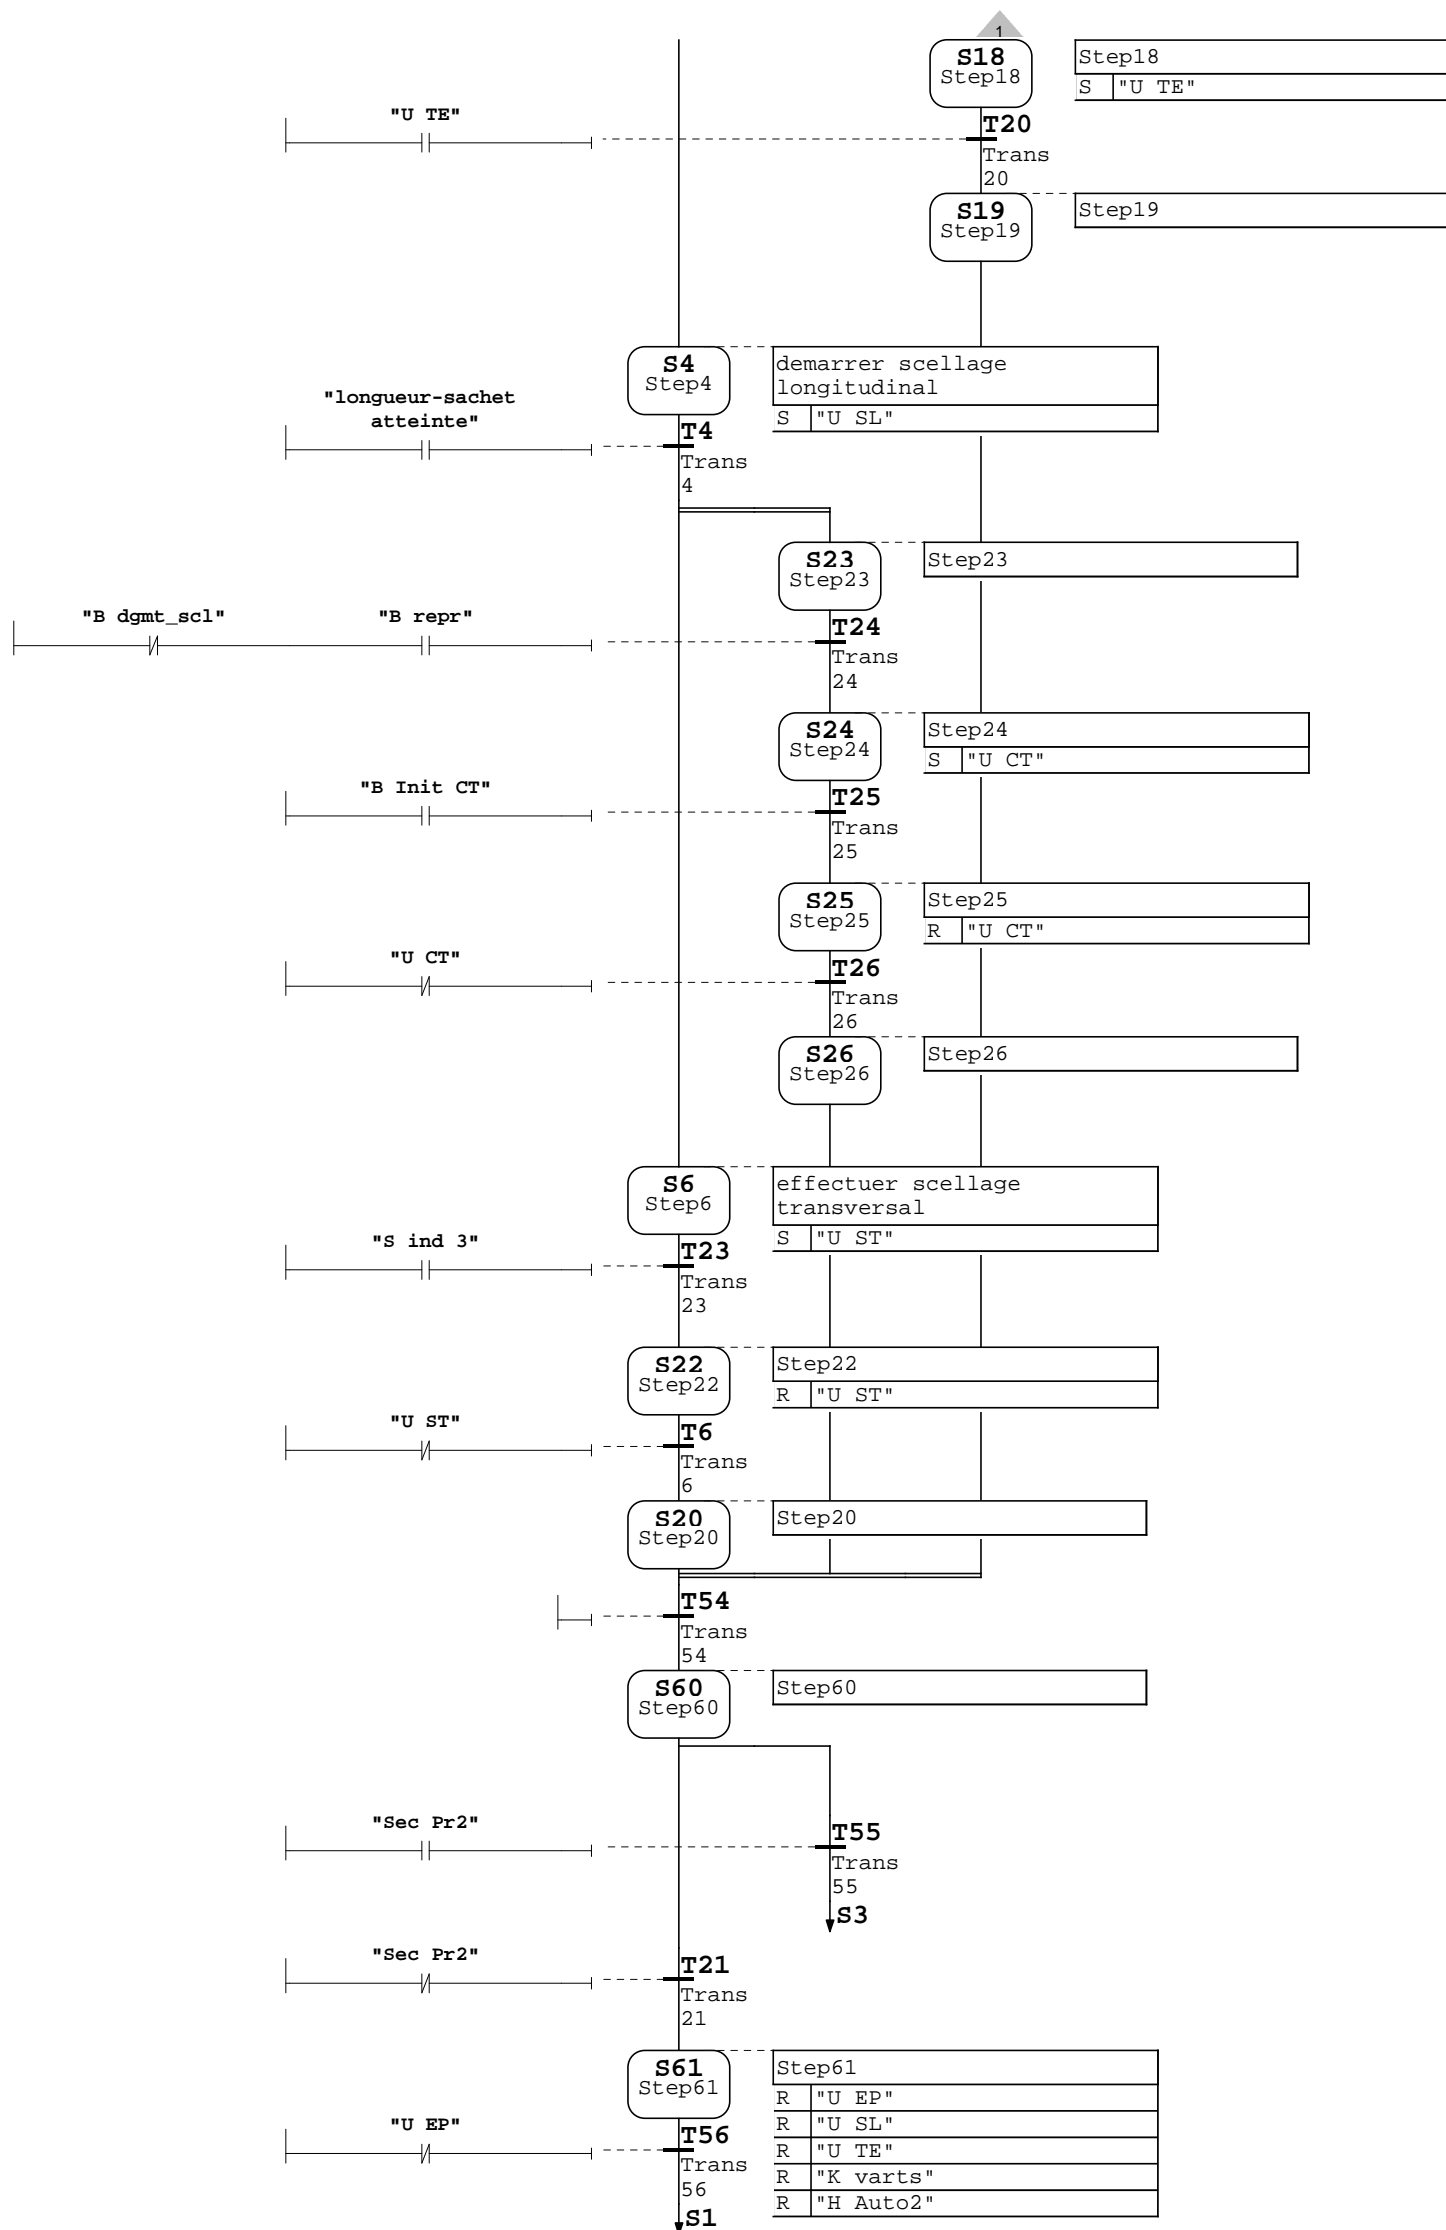 1
S18
Step18
Step18
S "U TE"
"U TE"
T20
Trans
20
S19
Step19
Step19
S4
Step4
demarrer scellage
longitudinal
S "U SL"
"longueur-sachet
atteinte"
T4
Trans
4
S23
Step23
Step23
"B dgmt_scl" "B repr"
T24
Trans
24
S24
Step24
Step24
S "U CT"
"B Init CT"
T25
Trans
25
S25
Step25
Step25
R "U CT"
"U CT"
T26
Trans
26
S26
Step26
Step26
S6
Step6
effectuer scellage
transversal
S "U ST"
"S ind 3"
T23
Trans
23
S22
Step22
Step22
R "U ST"
"U ST"
T6
Trans
6
S20
Step20
Step20
T54
Trans
54
S60
Step60
Step60
"Sec Pr2"
T55
Trans
55
S3
"Sec Pr2"
T21
Trans
21
S61
Step61
Step61
R "U EP"
R "U SL"
R "U TE"
R "K varts"
R "H Auto2"
"U EP"
T56
Trans
56
S1